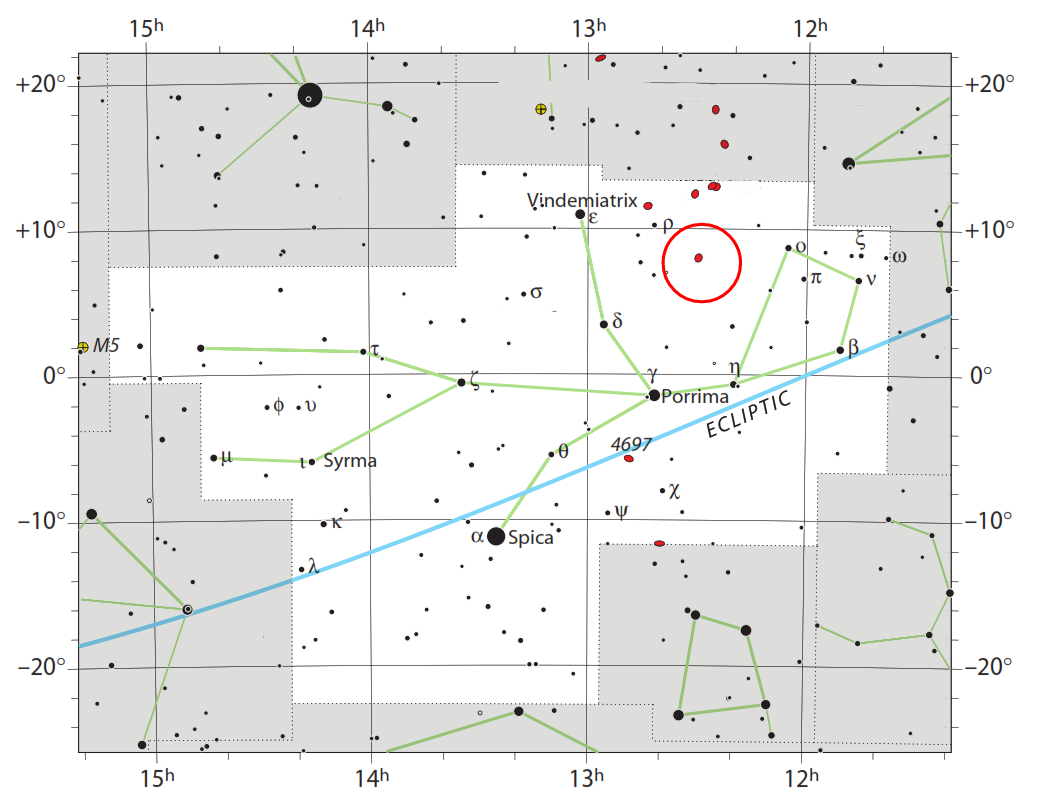 15ʰ 14ʰ 13ʰ 12ʰ
+20° +20°
Vindemiatrix
ε ρ
+10° +10°
ο ξ ω
π ν
σ
δ
M5 τ β
0° ζ γ η 0°
Porrima
ECLIPTIC
φ υ
4697
μ ι Syrma θ
χ
ψ
−10° κ −10°
α Spica
λ
−20° −20°
15ʰ 14ʰ 13ʰ 12ʰ